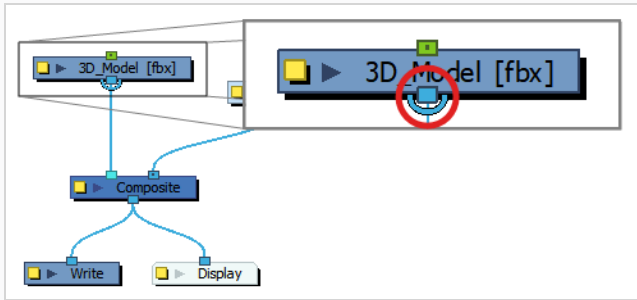 3D_Model [fbx]
3D_Model [fbx]
Composite
Write
Display